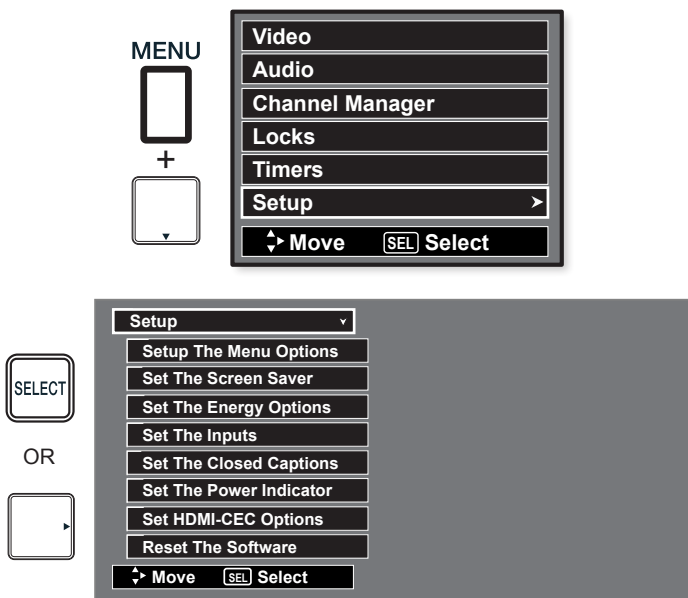 MENU
+
Video
Audio
Channel Manager
Locks
Timers
Setup
Move SEL Select
SELECT
OR
Setup
Setup The Menu Options
Set The Screen Saver
Set The Energy Options
Set The Inputs
Set The Closed Captions
Set The Power Indicator
Set HDMI-CEC Options
Reset The Software
Move SEL Select